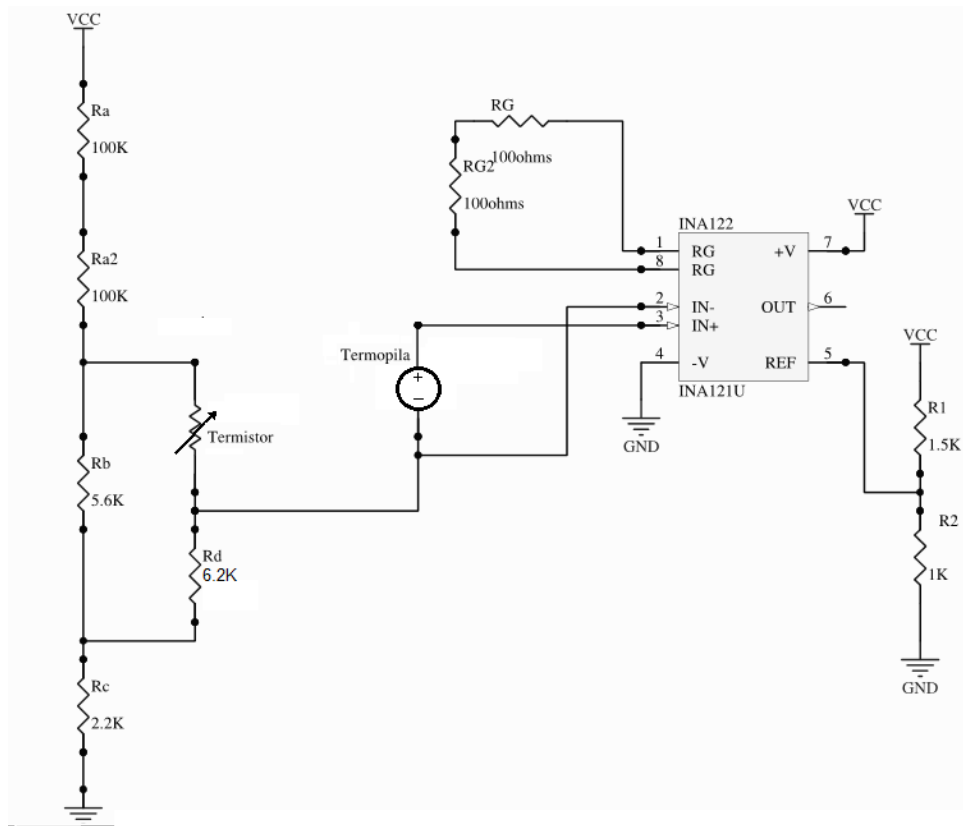 VCC
Ra
100K
Ra2
100K
Termistor
Rb
5.6K
Rd
6.2K
Rc
2.2K
RG
100ohms
RG2
100ohms
Termopila
+
−
INA122
1 RG
8 RG
2 IN-
3 IN+
4 -V
+V 7
OUT 6
REF 5
INA121U
GND
VCC
VCC
R1
1.5K
R2
1K
GND